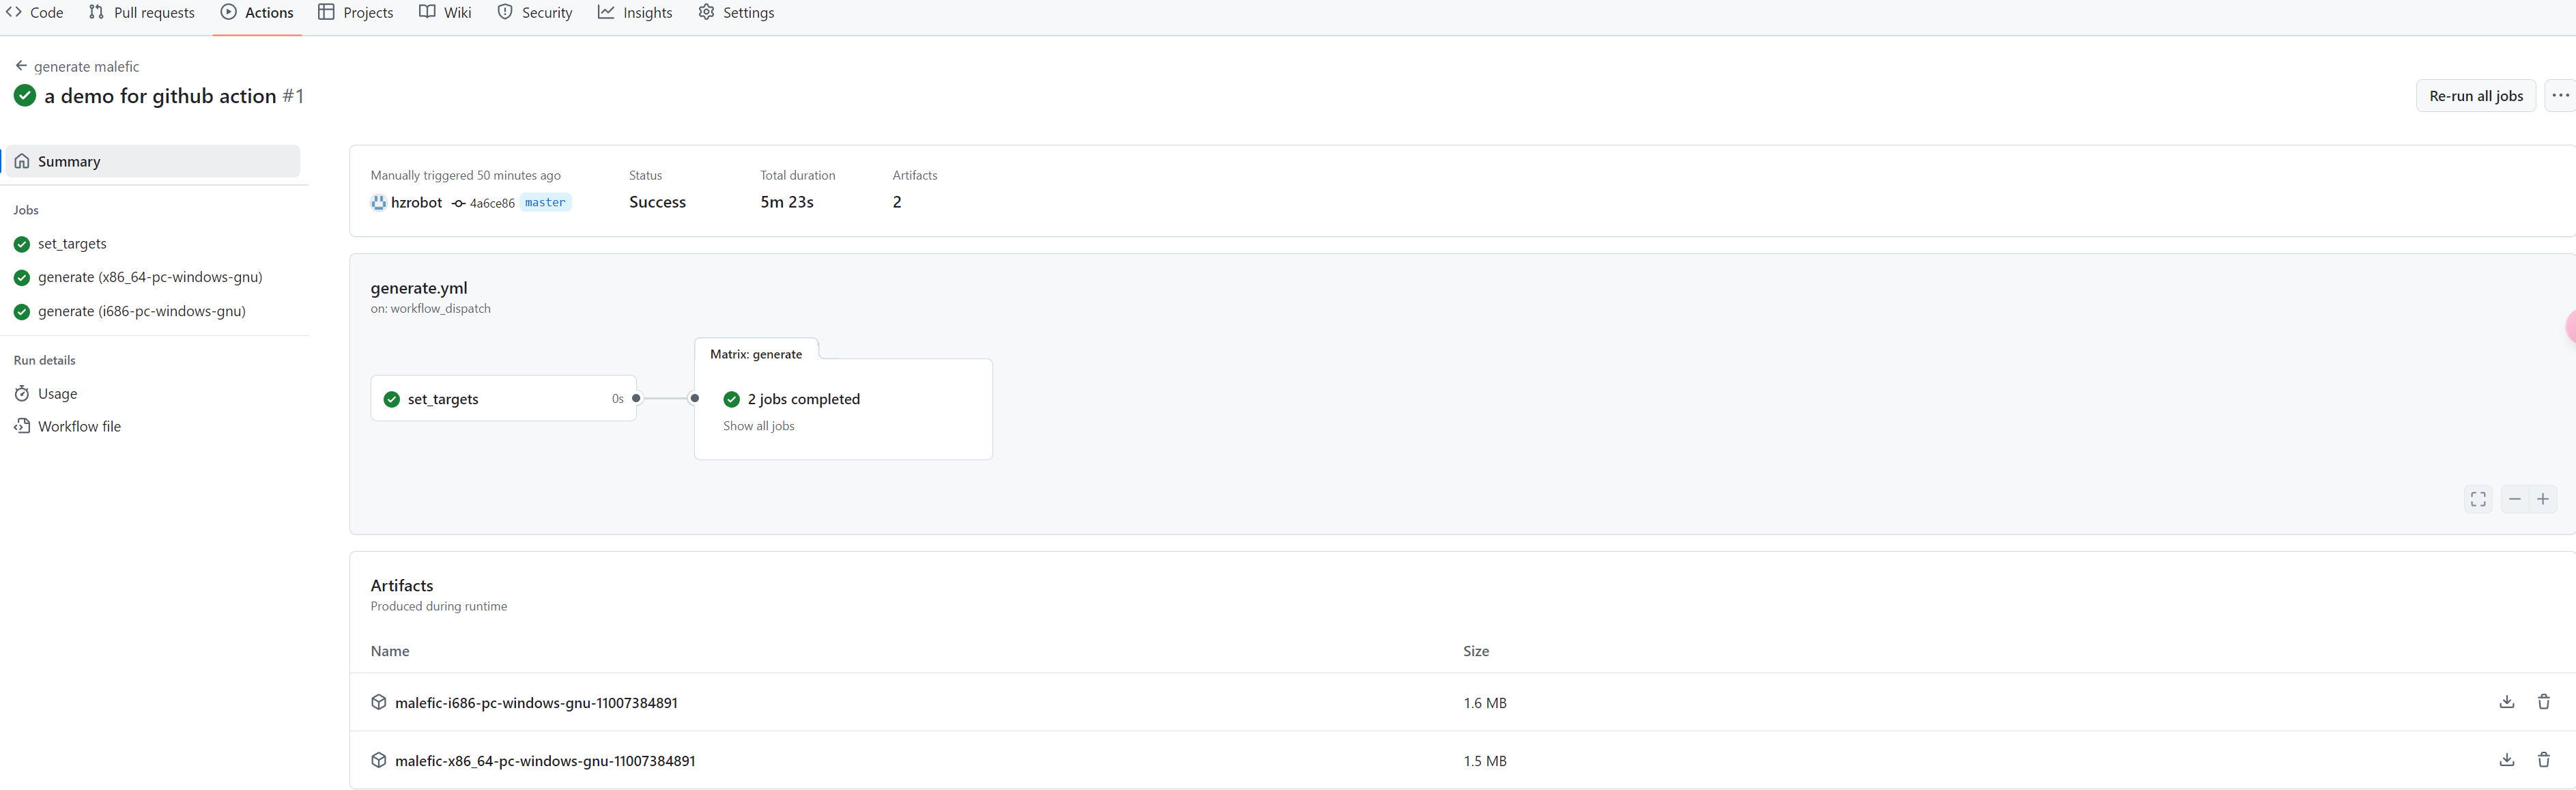 Code Pull requests Actions Projects Wiki Security Insights Settings
generate malefic
a demo for github action #1
Re-run all jobs
Summary
Jobs
set_targets
generate (x86_64-pc-windows-gnu)
generate (i686-pc-windows-gnu)
Run details
Usage
Workflow file
Manually triggered 50 minutes ago
hzrobot 4a6ce86 master
Status
Success
Total duration
5m 23s
Artifacts
2
generate.yml
on: workflow_dispatch
set_targets 0s
Matrix: generate
2 jobs completed
Show all jobs
Artifacts
Produced during runtime
Name Size
malefic-i686-pc-windows-gnu-11007384891 1.6 MB
malefic-x86_64-pc-windows-gnu-11007384891 1.5 MB